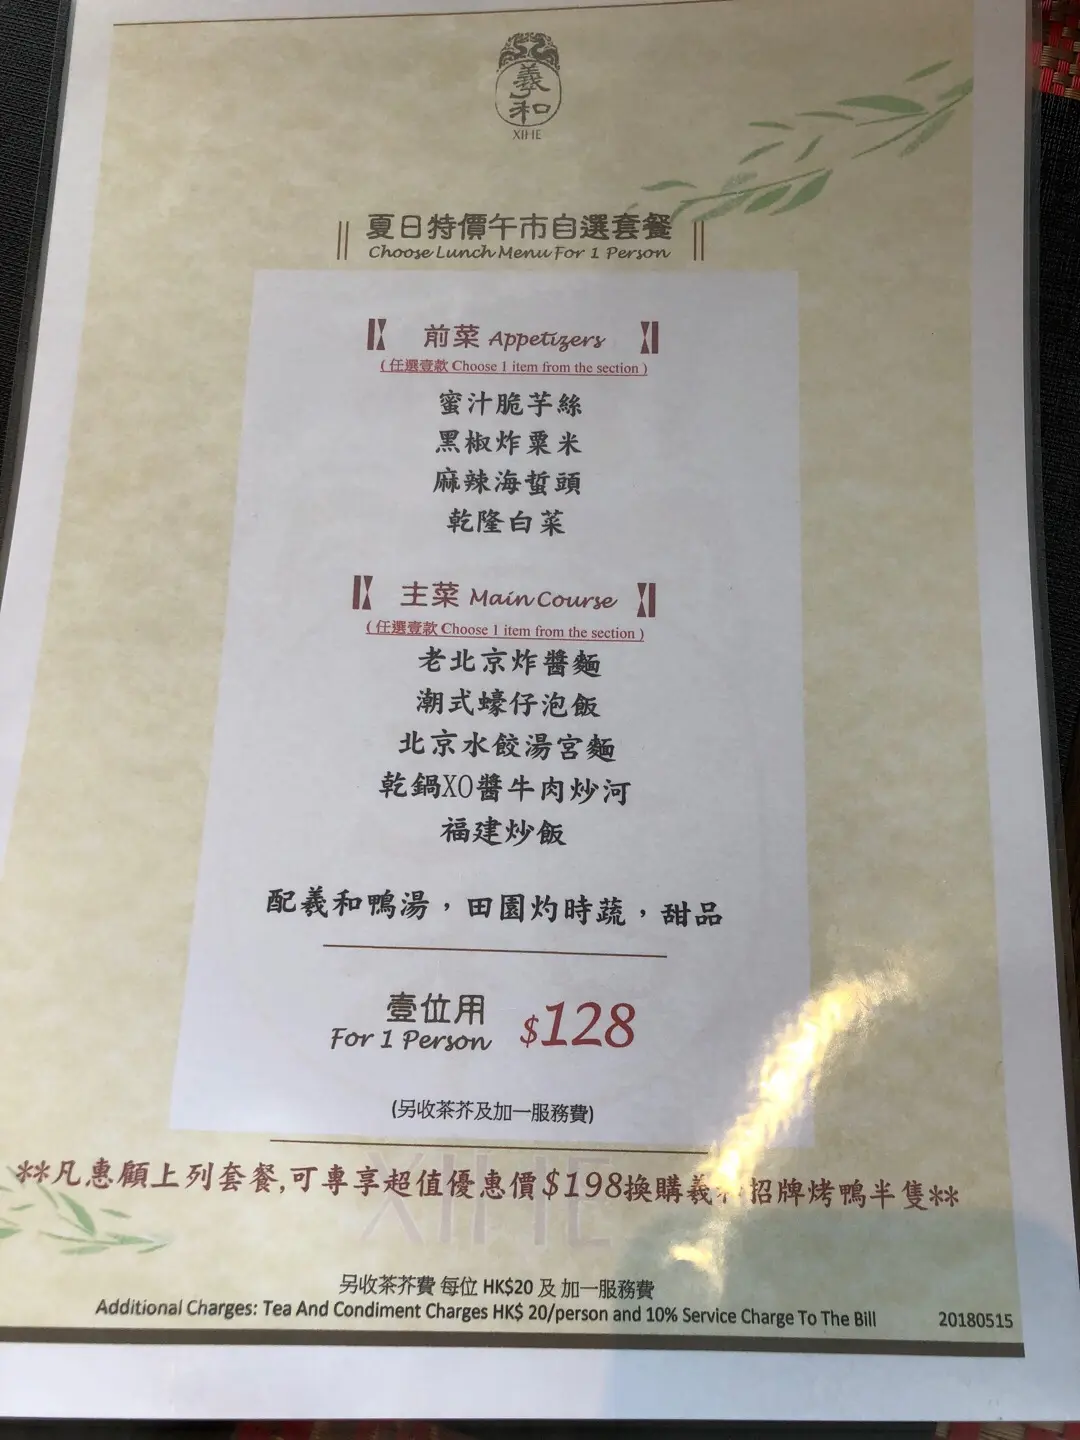 羲和
XIHE
夏日特價午市自選套餐
Choose Lunch Menu For 1 Person
前菜 Appetizers
(任選壹款 Choose 1 item from the section)
蜜汁脆芋絲
黑椒炸粟米
麻辣海蜇頭
乾隆白菜
主菜 Main Course
(任選壹款 Choose 1 item from the section)
老北京炸醬麵
潮式蠔仔泡飯
北京水餃湯宮麵
乾鍋XO醬牛肉炒河
福建炒飯
配羲和鴨湯，田園灼時蔬，甜品
壹位用
For 1 Person $128
(另收茶芥及加一服務費)
**凡惠顧上列套餐,可專享超值優惠價$198換購羲和招牌烤鴨半隻**
XIHE
另收茶芥費 每位 HK$20 及 加一服務費
Additional Charges: Tea And Condiment Charges HK$ 20/person and 10% Service Charge To The Bill 20180515